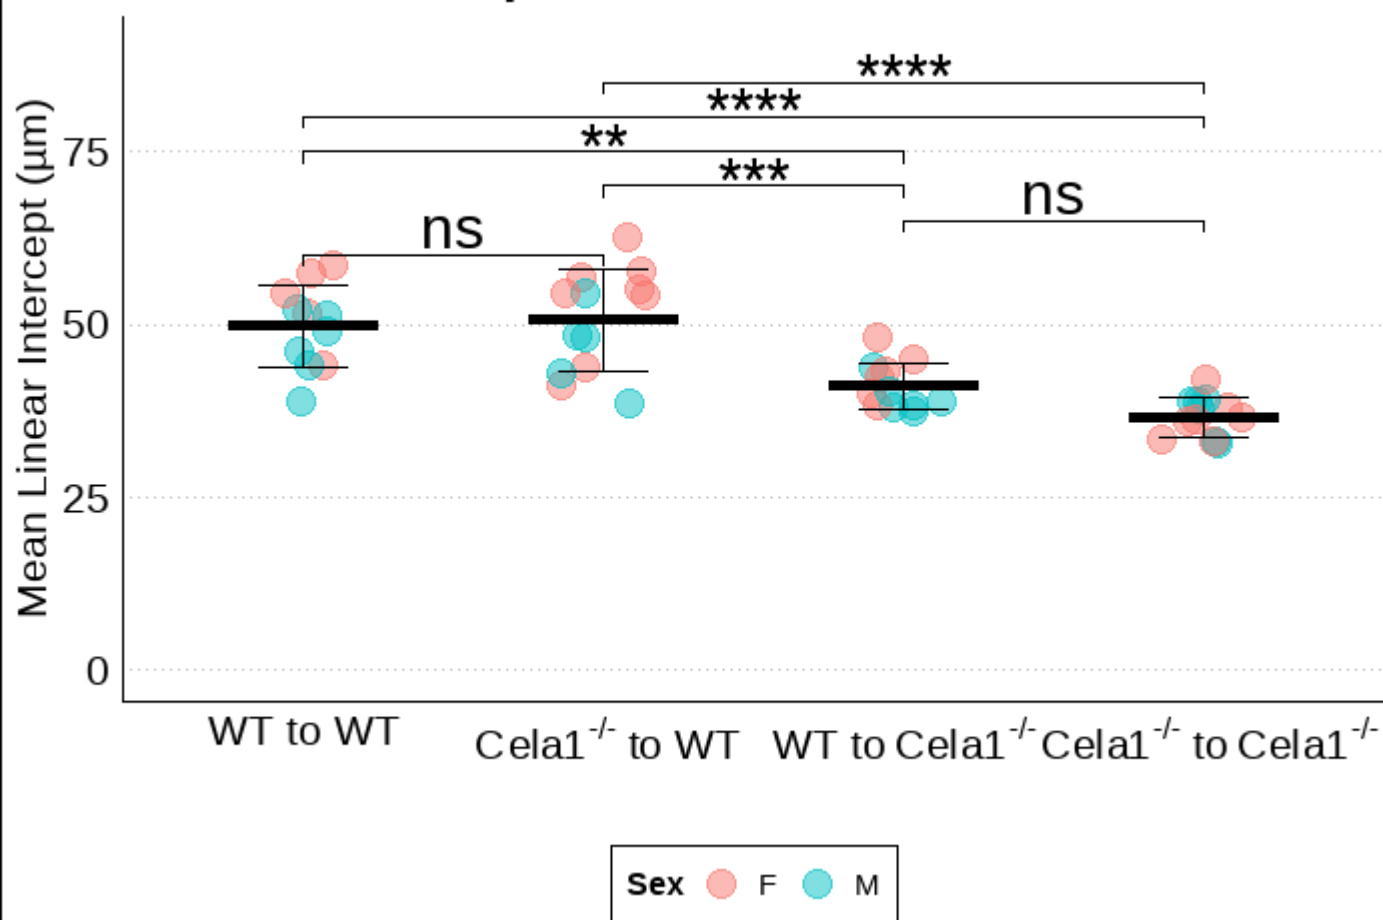 ****
****
**
***
ns
ns
Mean Linear Intercept (µm)
75
50
25
0
WT to WT
Cela1-/- to WT
WT to Cela1-/-
Cela1-/- to Cela1-/-
Sex F M